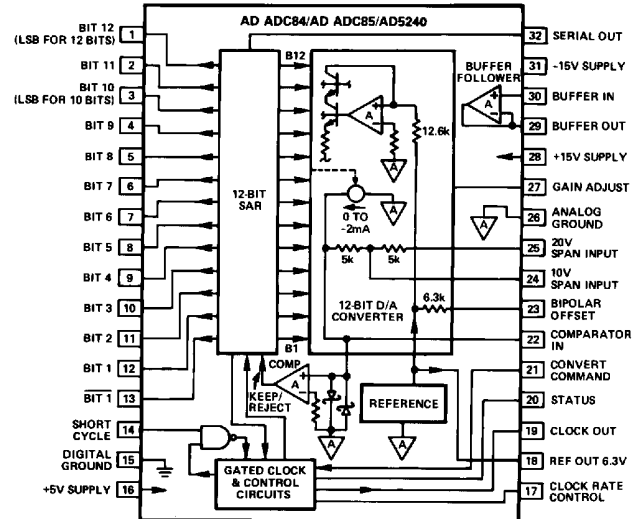 AD ADC84/AD ADC85/AD5240
BIT 12
(LSB FOR 12 BITS)
1
BIT 11
2
BIT 10
(LSB FOR 10 BITS)
3
BIT 9
4
BIT 8
5
BIT 7
6
BIT 6
7
BIT 5
8
BIT 4
9
BIT 3
10
BIT 2
11
BIT 1
12
BIT 1
13
SHORT
CYCLE
14
DIGITAL
GROUND
15
+5V SUPPLY
16
12-BIT
SAR
B12
B1
KEEP/
REJECT
COMP
A
A
A
12.6k
A
A
0 TO
-2mA
5k
5k
6.3k
12-BIT D/A
CONVERTER
REFERENCE
A
GATED CLOCK
& CONTROL
CIRCUITS
BUFFER
FOLLOWER
A
A
32
SERIAL OUT
31
-15V SUPPLY
30
BUFFER IN
29
BUFFER OUT
28
+15V SUPPLY
27
GAIN ADJUST
26
ANALOG
GROUND
25
20V
SPAN INPUT
24
10V
SPAN INPUT
23
BIPOLAR
OFFSET
22
COMPARATOR
IN
21
CONVERT
COMMAND
20
STATUS
19
CLOCK OUT
18
REF OUT 6.3V
17
CLOCK RATE
CONTROL